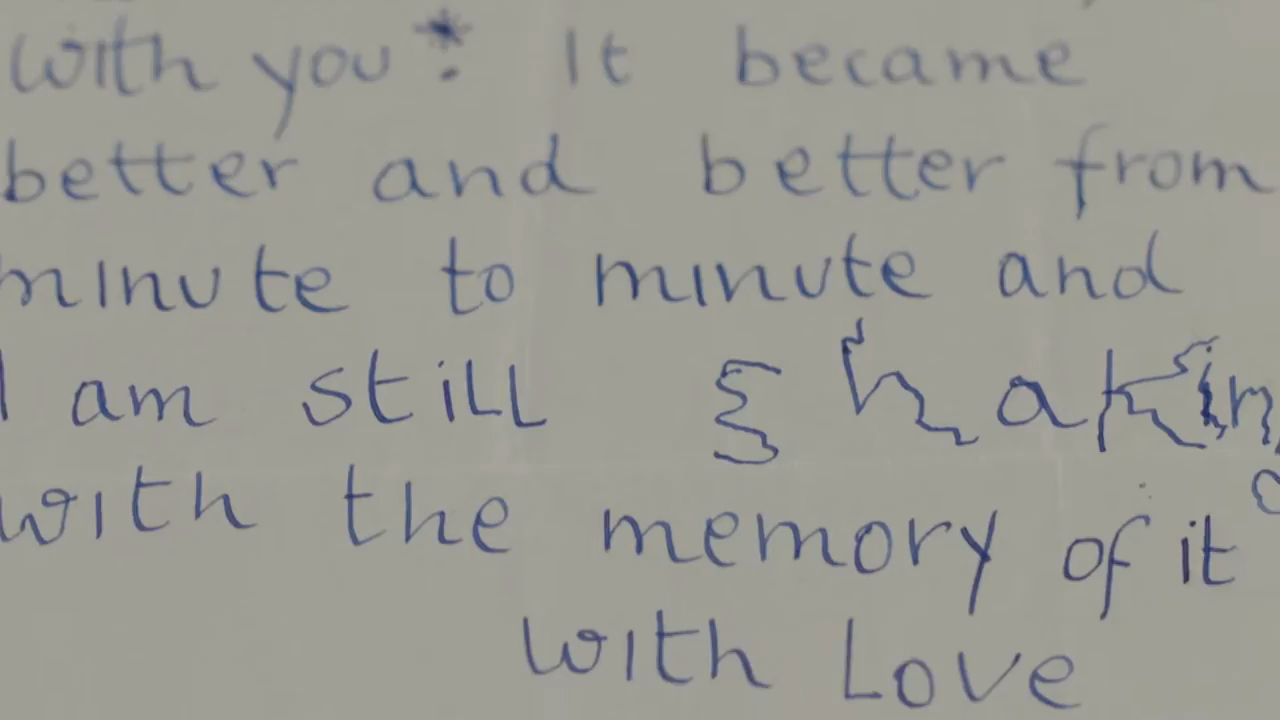 with you* . It became
better and better from
minute to minute and
I am still shakin
with the memory of it
with Love